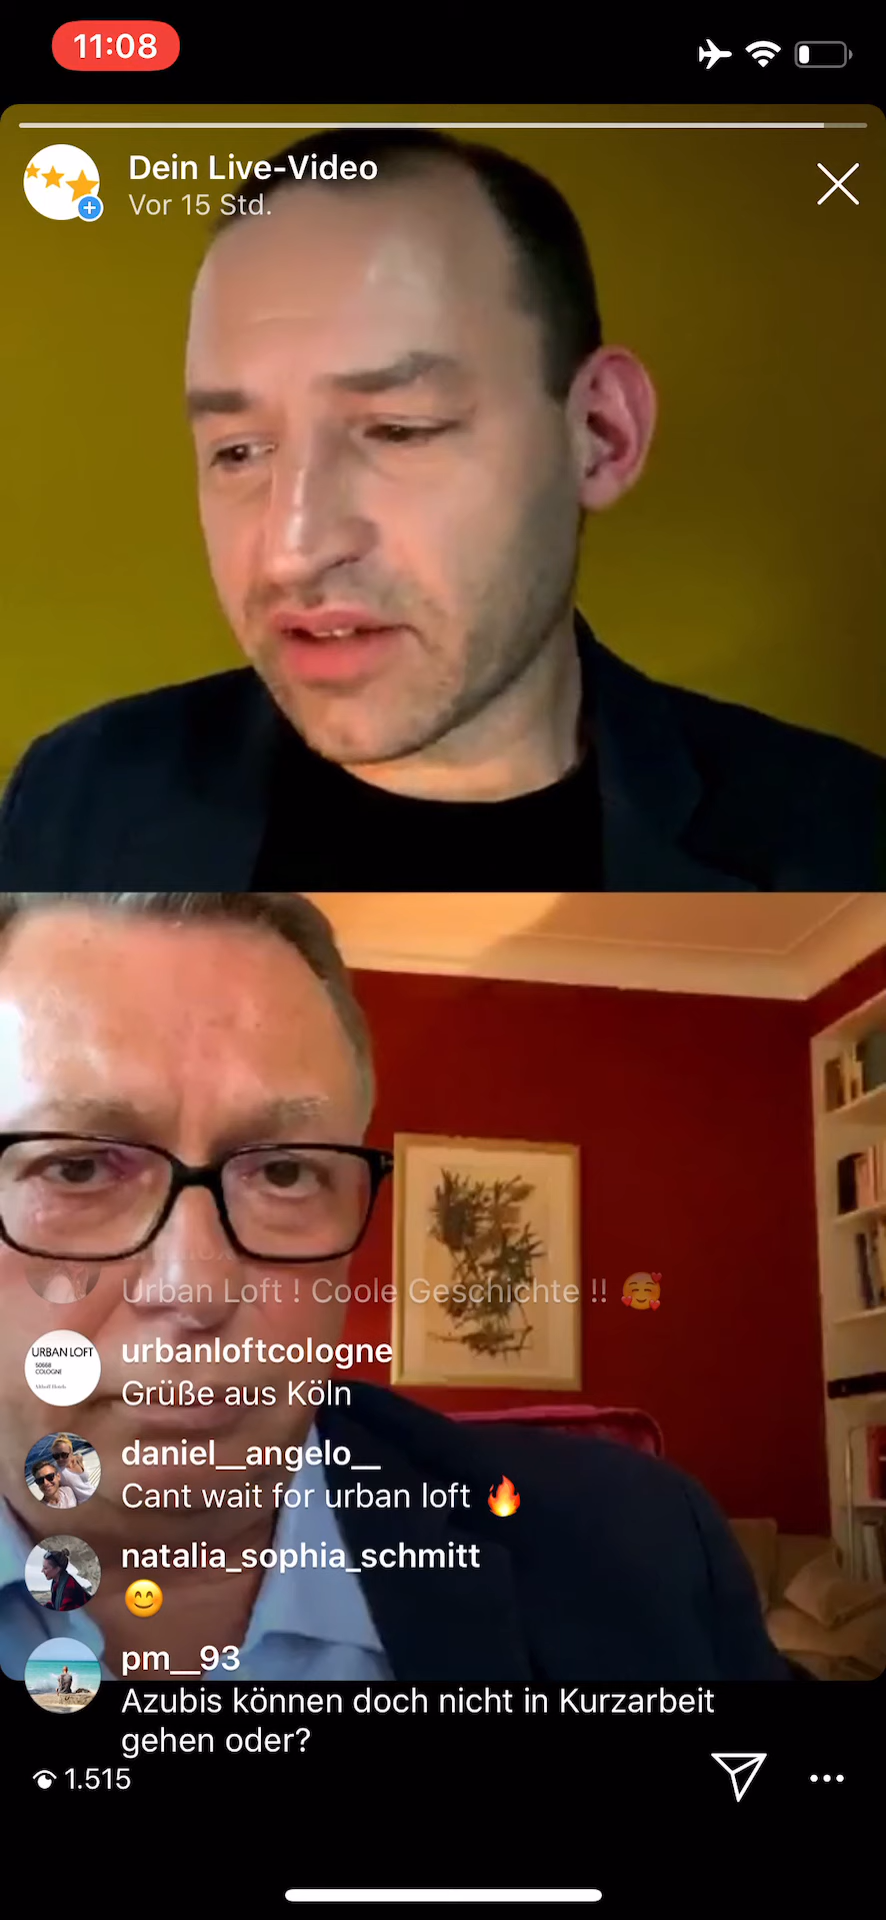 11:08
Dein Live-Video
Vor 15 Std.
Urban Loft ! Coole Geschichte !! 🥰
URBAN LOFT
50668
COLOGNE
urbanloftcologne
Grüße aus Köln
daniel__angelo__
Cant wait for urban loft 🔥
natalia_sophia_schmitt
😊
pm__93
Azubis können doch nicht in Kurzarbeit
gehen oder?
1.515